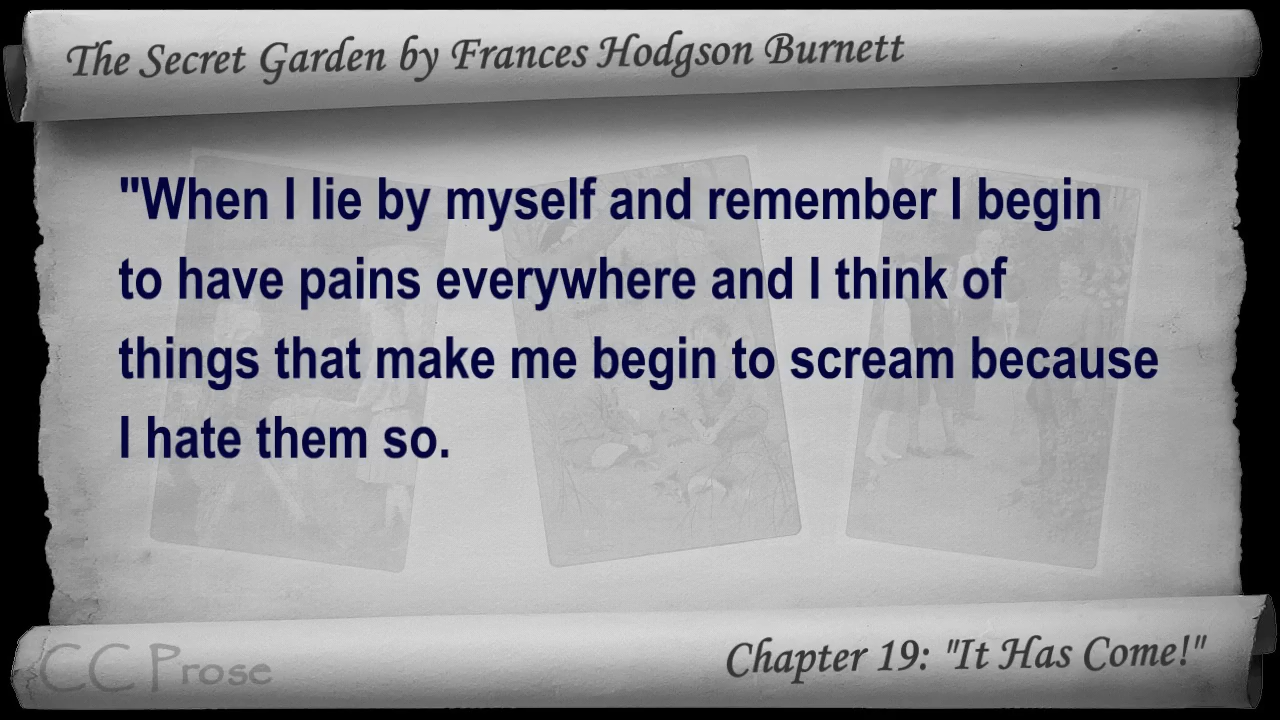 The Secret Garden by Frances Hodgson Burnett
"When I lie by myself and remember I begin
to have pains everywhere and I think of
things that make me begin to scream because
I hate them so.
CC Prose
Chapter 19: "It Has Come!"